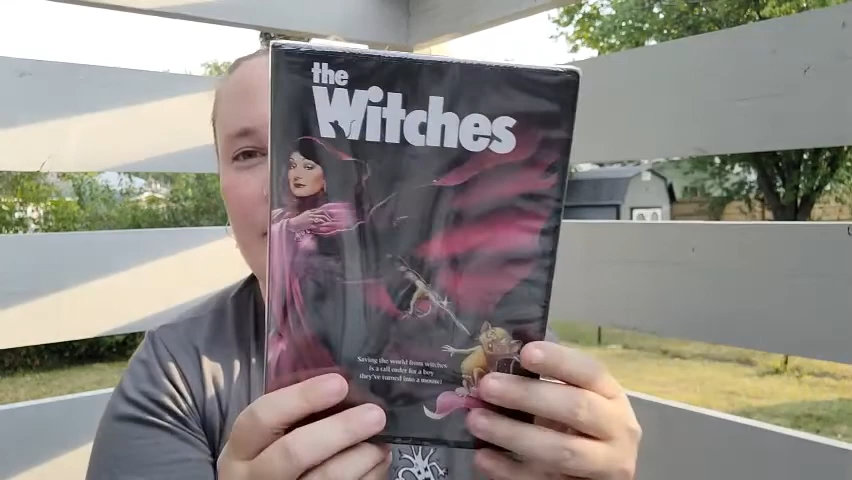 the
Witches
Saving the world from witches
is a tall order for a boy
they've turned into a mouse!